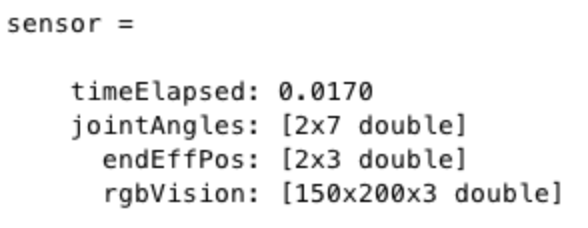 sensor =
timeElapsed: 0.0170
jointAngles: [2x7 double]
endEffPos: [2x3 double]
rgbVision: [150x200x3 double]